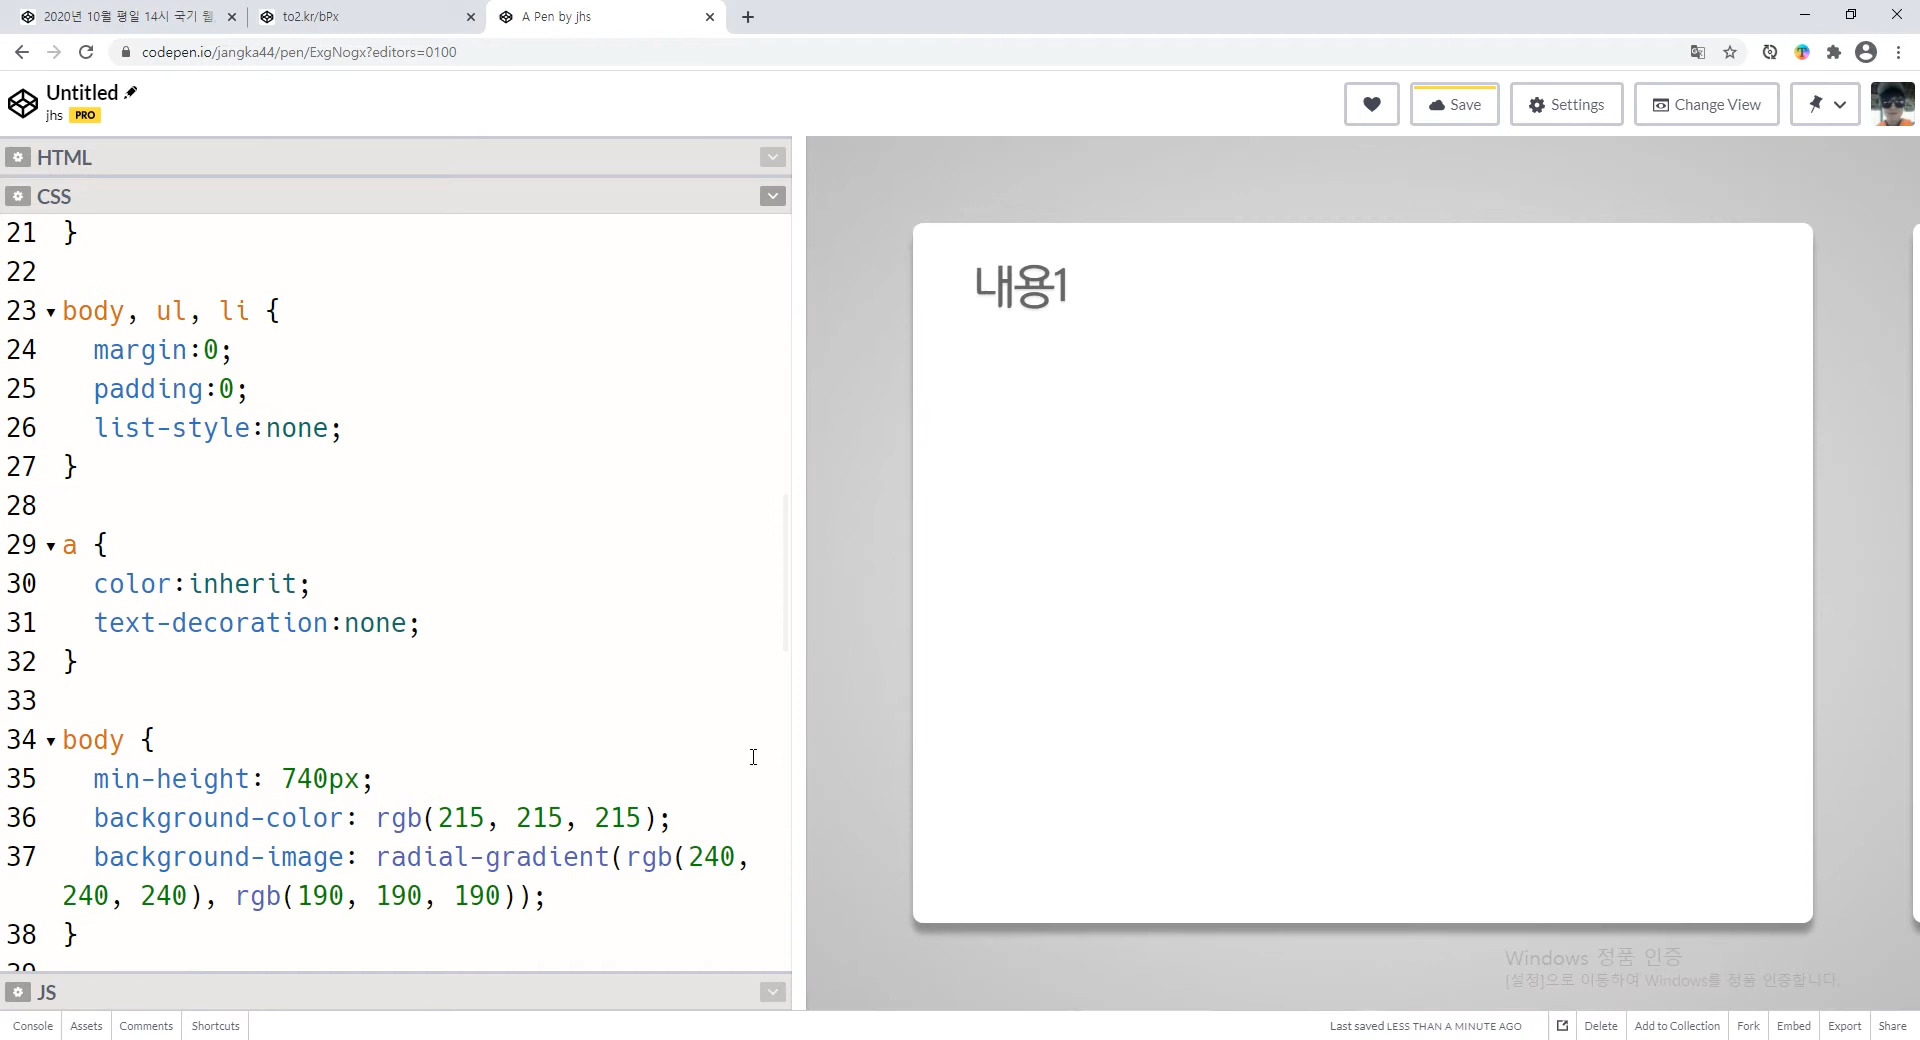 2020년 10월 평일 14시 국기 웹
to2.kr/bPx
A Pen by jhs
codepen.io/jangka44/pen/ExgNogx?editors=0100
Untitled
jhs PRO
Save
Settings
Change View
HTML
CSS
21 }
22
23 body, ul, li {
24 margin:0;
25 padding:0;
26 list-style:none;
27 }
28
29 a {
30 color:inherit;
31 text-decoration:none;
32 }
33
34 body {
35 min-height: 740px;
36 background-color: rgb(215, 215, 215);
37 background-image: radial-gradient(rgb(240,
240, 240), rgb(190, 190, 190));
38 }
39
내용1
Windows 정품 인증
[설정]으로 이동하여 Windows를 정품 인증합니다.
JS
Console Assets Comments Shortcuts
Last saved LESS THAN A MINUTE AGO
Delete Add to Collection Fork Embed Export Share